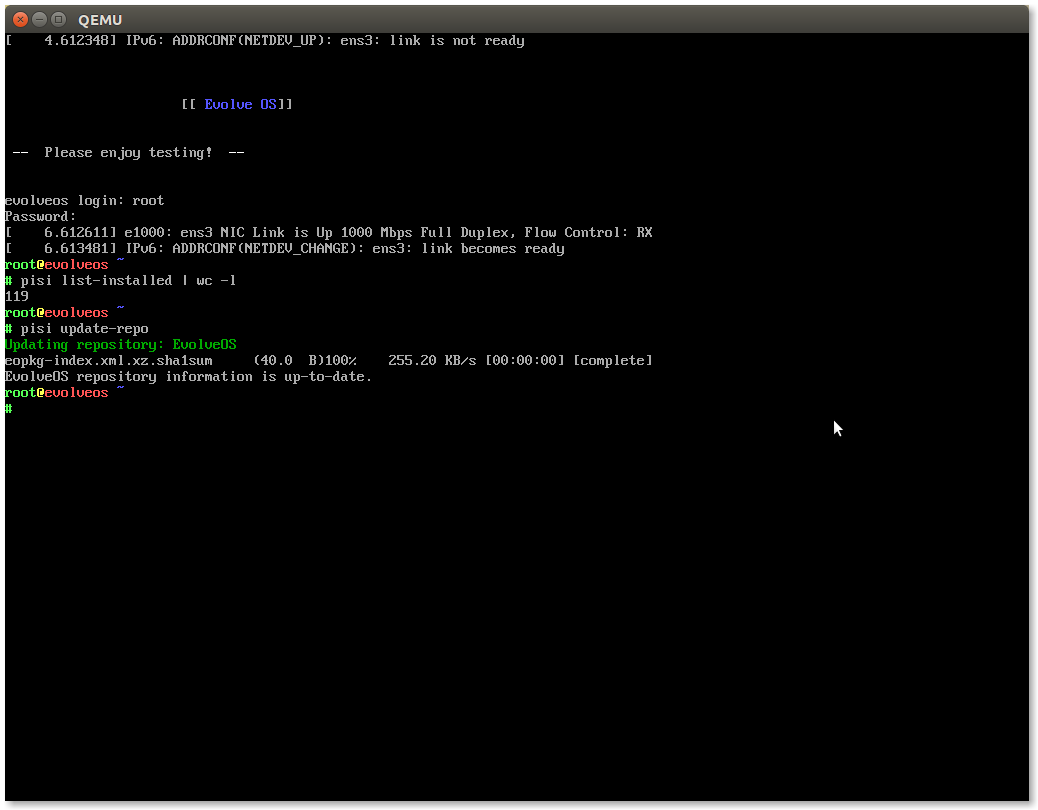 QEMU
[    4.612348] IPv6: ADDRCONF(NETDEV_UP): ens3: link is not ready
[[ Evolve OS]]
--  Please enjoy testing!  --
evolveos login: root
Password:
[    6.612611] e1000: ens3 NIC Link is Up 1000 Mbps Full Duplex, Flow Control: RX
[    6.613481] IPv6: ADDRCONF(NETDEV_CHANGE): ens3: link becomes ready
root@evolveos ~
# pisi list-installed | wc -l
119
root@evolveos ~
# pisi update-repo
Updating repository: EvolveOS
eopkg-index.xml.xz.sha1sum     (40.0  B)100%    255.20 KB/s [00:00:00] [complete]
EvolveOS repository information is up-to-date.
root@evolveos ~
#